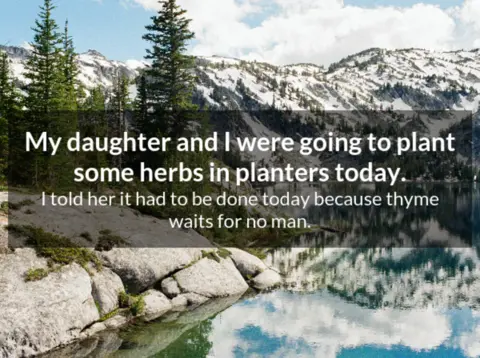 My daughter and I were going to plant
some herbs in planters today.
I told her it had to be done today because thyme
waits for no man.